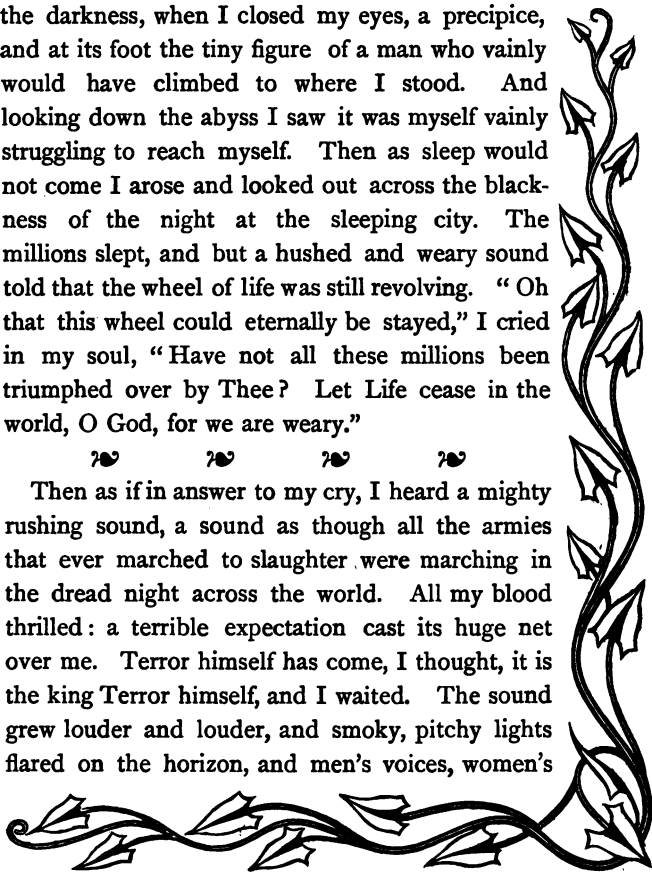 the darkness, when I closed my eyes, a precipice,
and at its foot the tiny figure of a man who vainly
would have climbed to where I stood. And
looking down the abyss I saw it was myself vainly
struggling to reach myself. Then as sleep would
not come I arose and looked out across the black-
ness of the night at the sleeping city. The
millions slept, and but a hushed and weary sound
told that the wheel of life was still revolving. “Oh
that this wheel could eternally be stayed,” I cried
in my soul, “Have not all these millions been
triumphed over by Thee? Let Life cease in the
world, O God, for we are weary.”
Then as if in answer to my cry, I heard a mighty
rushing sound, a sound as though all the armies
that ever marched to slaughter were marching in
the dread night across the world. All my blood
thrilled: a terrible expectation cast its huge net
over me. Terror himself has come, I thought, it is
the king Terror himself, and I waited. The sound
grew louder and louder, and smoky, pitchy lights
flared on the horizon, and men’s voices, women’s